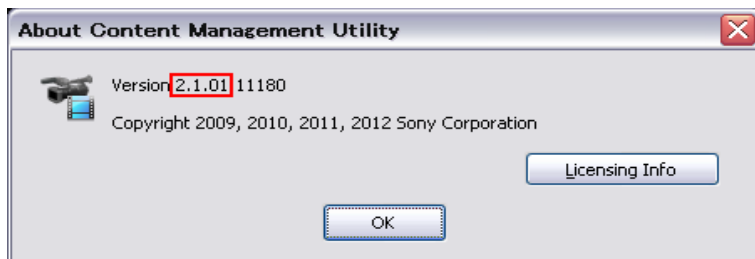 About Content Management Utility
Version 2.1.01 11180
Copyright 2009, 2010, 2011, 2012 Sony Corporation
Licensing Info
OK